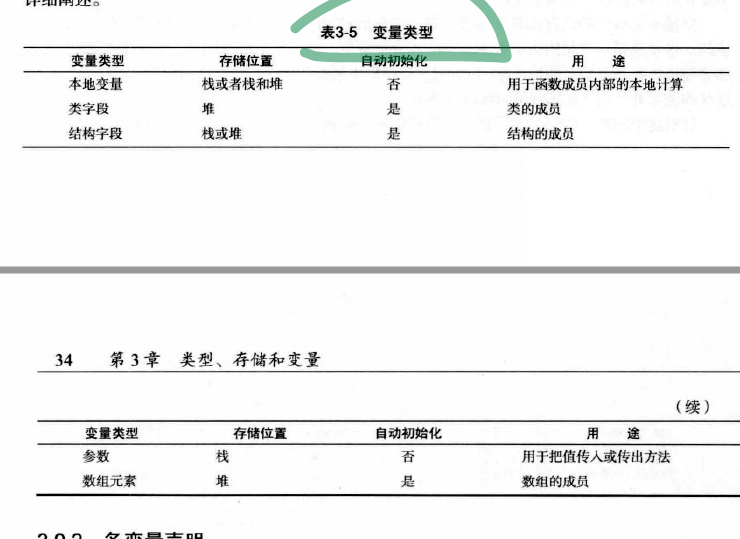 详细阐述。
表3-5 变量类型
变量类型 存储位置 自动初始化 用 途
本地变量 栈或者栈和堆 否 用于函数成员内部的本地计算
类字段 堆 是 类的成员
结构字段 栈或堆 是 结构的成员
34 第3章 类型、存储和变量
（续）
变量类型 存储位置 自动初始化 用 途
参数 栈 否 用于把值传入或传出方法
数组元素 堆 是 数组的成员
多变量声明